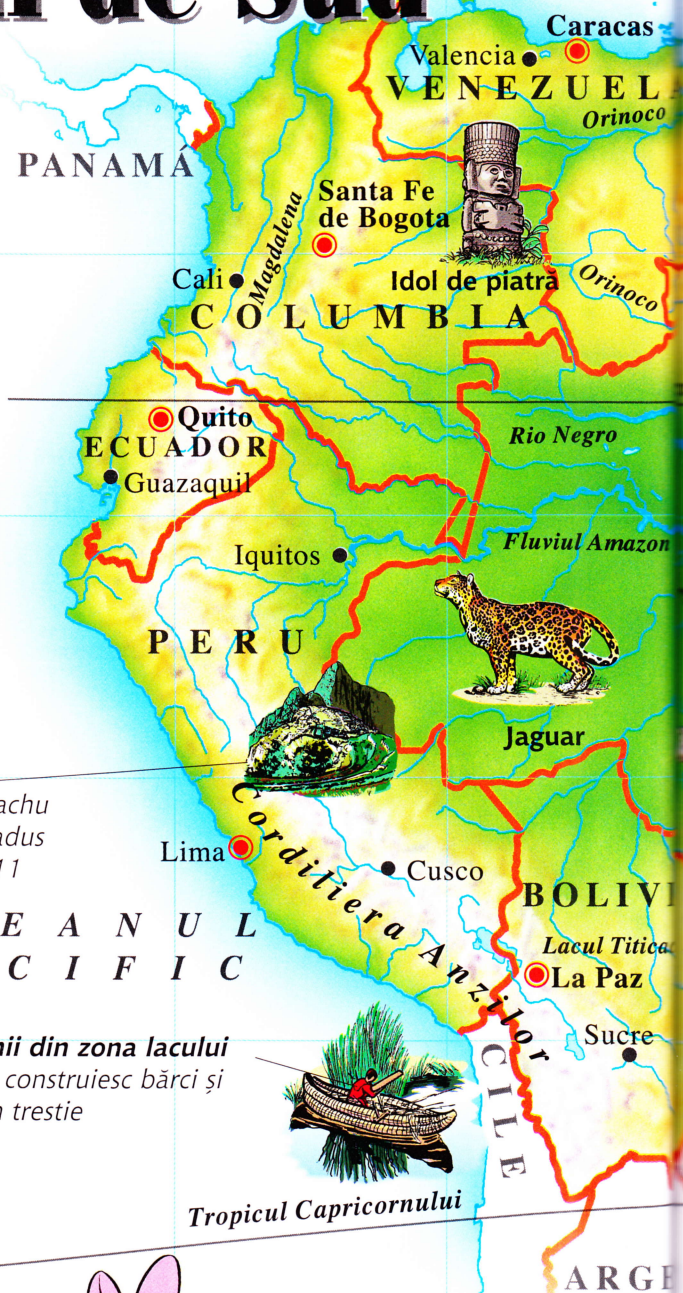 de Sud
Caracas
Valencia
VENEZUEL
Orinoco
PANAMÁ
Santa Fe
de Bogota
Magdalena
Cali
Idol de piatră
Orinoco
COLUMBIA
Quito
ECUADOR
Guazaquil
Rio Negro
Iquitos
Fluviul Amazon
PERU
Jaguar
achu
adus
11
Cordiliera Anzilor
Lima
Cusco
EANUL
CIFIC
BOLIVI
Lacul Titica
La Paz
Sucre
nii din zona lacului
construiesc bărci și
trestie
CILE
Tropicul Capricornului
ARGE